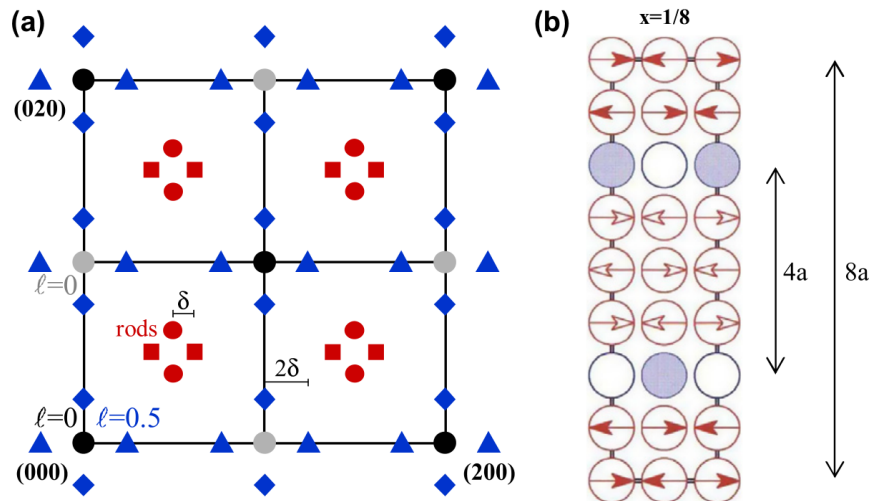 (a)
(020)
ℓ=0
δ
rods
2δ
ℓ=0
ℓ=0.5
(000)
(200)
(b)
x=1/8
4a
8a